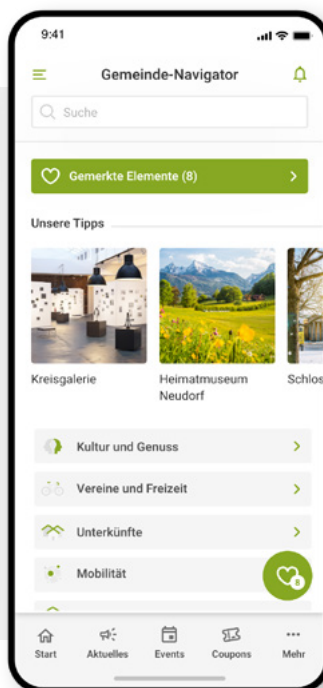 9:41
Gemeinde-Navigator
Suche
Gemerkte Elemente (8)
Unsere Tipps
Kreisgalerie
Heimatmuseum
Neudorf
Schlos
Kultur und Genuss
Vereine und Freizeit
Unterkünfte
Mobilität
8
Start
Aktuelles
Events
Coupons
Mehr